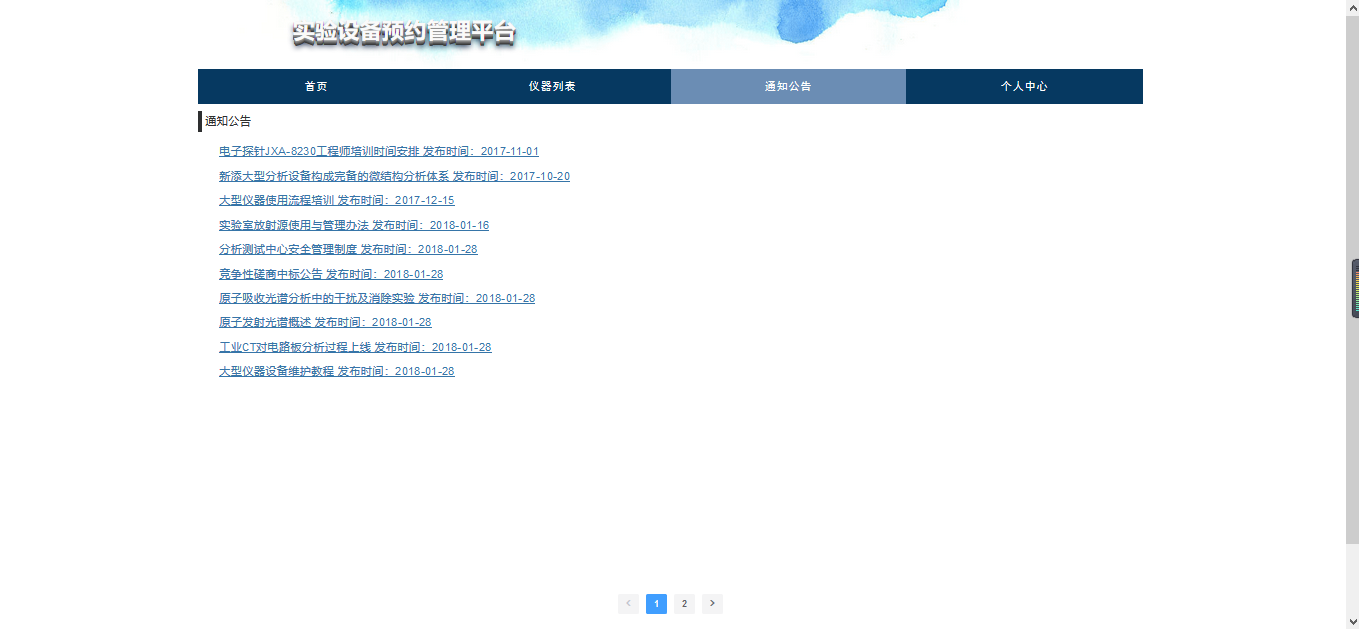 实验设备预约管理平台
首页 仪器列表 通知公告 个人中心
通知公告
电子探针JXA-8230工程师培训时间安排 发布时间：2017-11-01
新添大型分析设备构成完备的微结构分析体系 发布时间：2017-10-20
大型仪器使用流程培训 发布时间：2017-12-15
实验室放射源使用与管理办法 发布时间：2018-01-16
分析测试中心安全管理制度 发布时间：2018-01-28
竞争性磋商中标公告 发布时间：2018-01-28
原子吸收光谱分析中的干扰及消除实验 发布时间：2018-01-28
原子发射光谱概述 发布时间：2018-01-28
工业CT对电路板分析过程上线 发布时间：2018-01-28
大型仪器设备维护教程 发布时间：2018-01-28
1 2